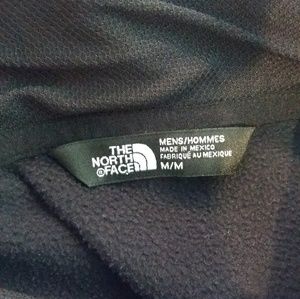 THE
NORTH
FACE
®
MENS/HOMMES
MADE IN MEXICO
FABRIQUÉ AU MEXIQUE
M/M